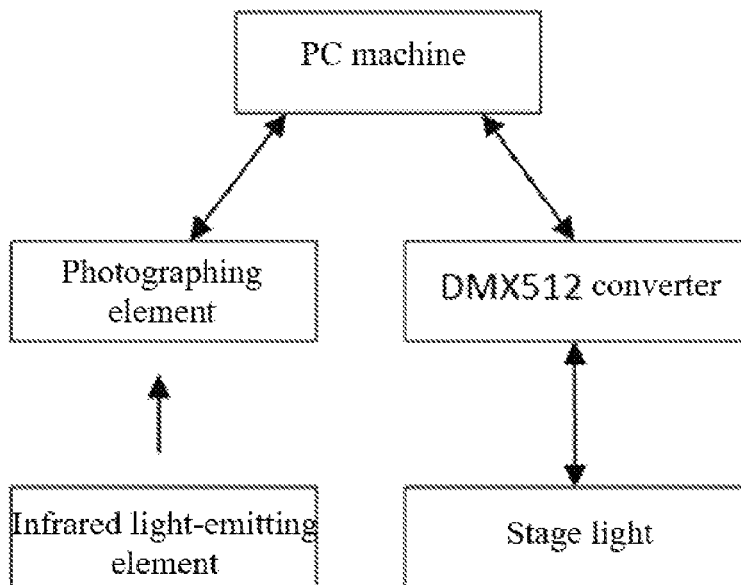 PC machine
Photographing
element
DMX512 converter
Infrared light-emitting
element
Stage light